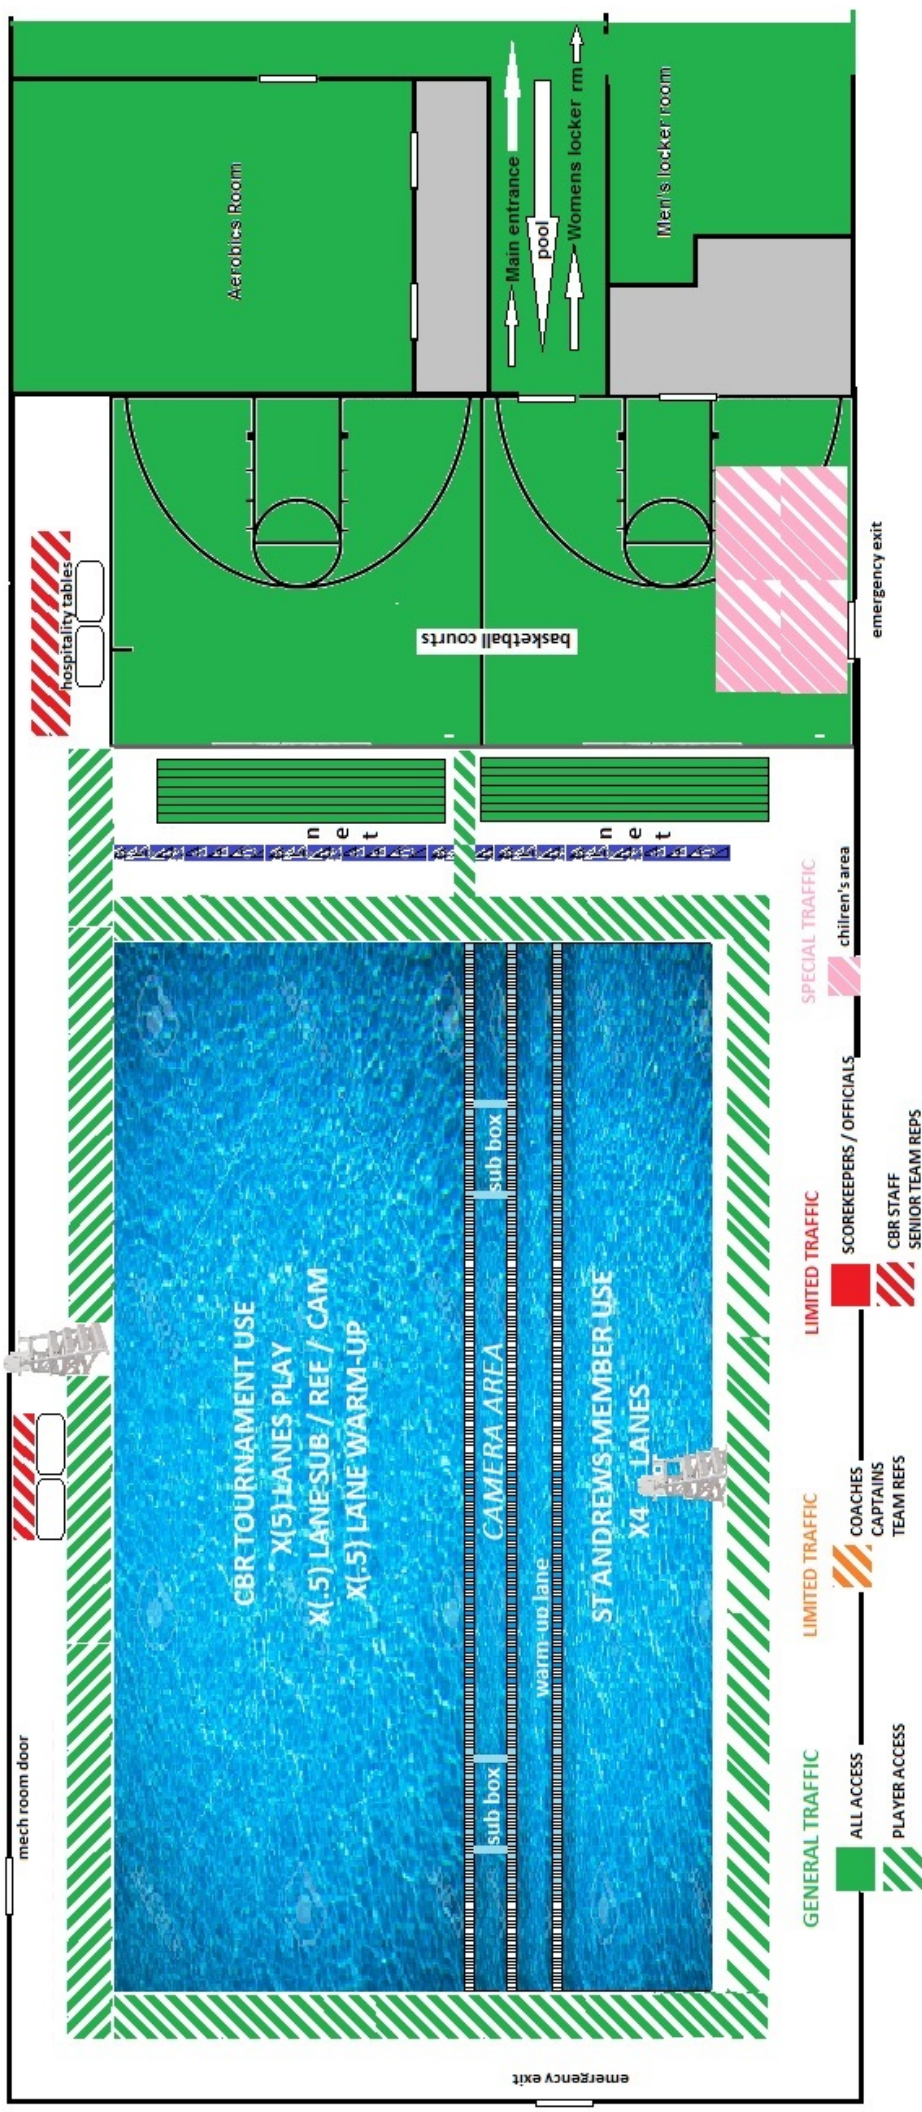 mech room door
hospitality tables
Aerobics Room
Main entrance
pool
Womens locker rm
Men's locker room
basketball courts
emergency exit
net
net
CBR TOURNAMENT USE
X(5) LANES PLAY
X(.5) LANE SUB / REF / CAM
X(.5) LANE WARM-UP
sub box
CAMERA AREA
sub box
warm-up lane
ST ANDREWS MEMBER USE
X4 LANES
emergency exit
GENERAL TRAFFIC
ALL ACCESS
PLAYER ACCESS
LIMITED TRAFFIC
COACHES
CAPTAINS
TEAM REFS
LIMITED TRAFFIC
SCOREKEEPERS / OFFICIALS
CBR STAFF
SENIOR TEAM REPS
SPECIAL TRAFFIC
chilren's area